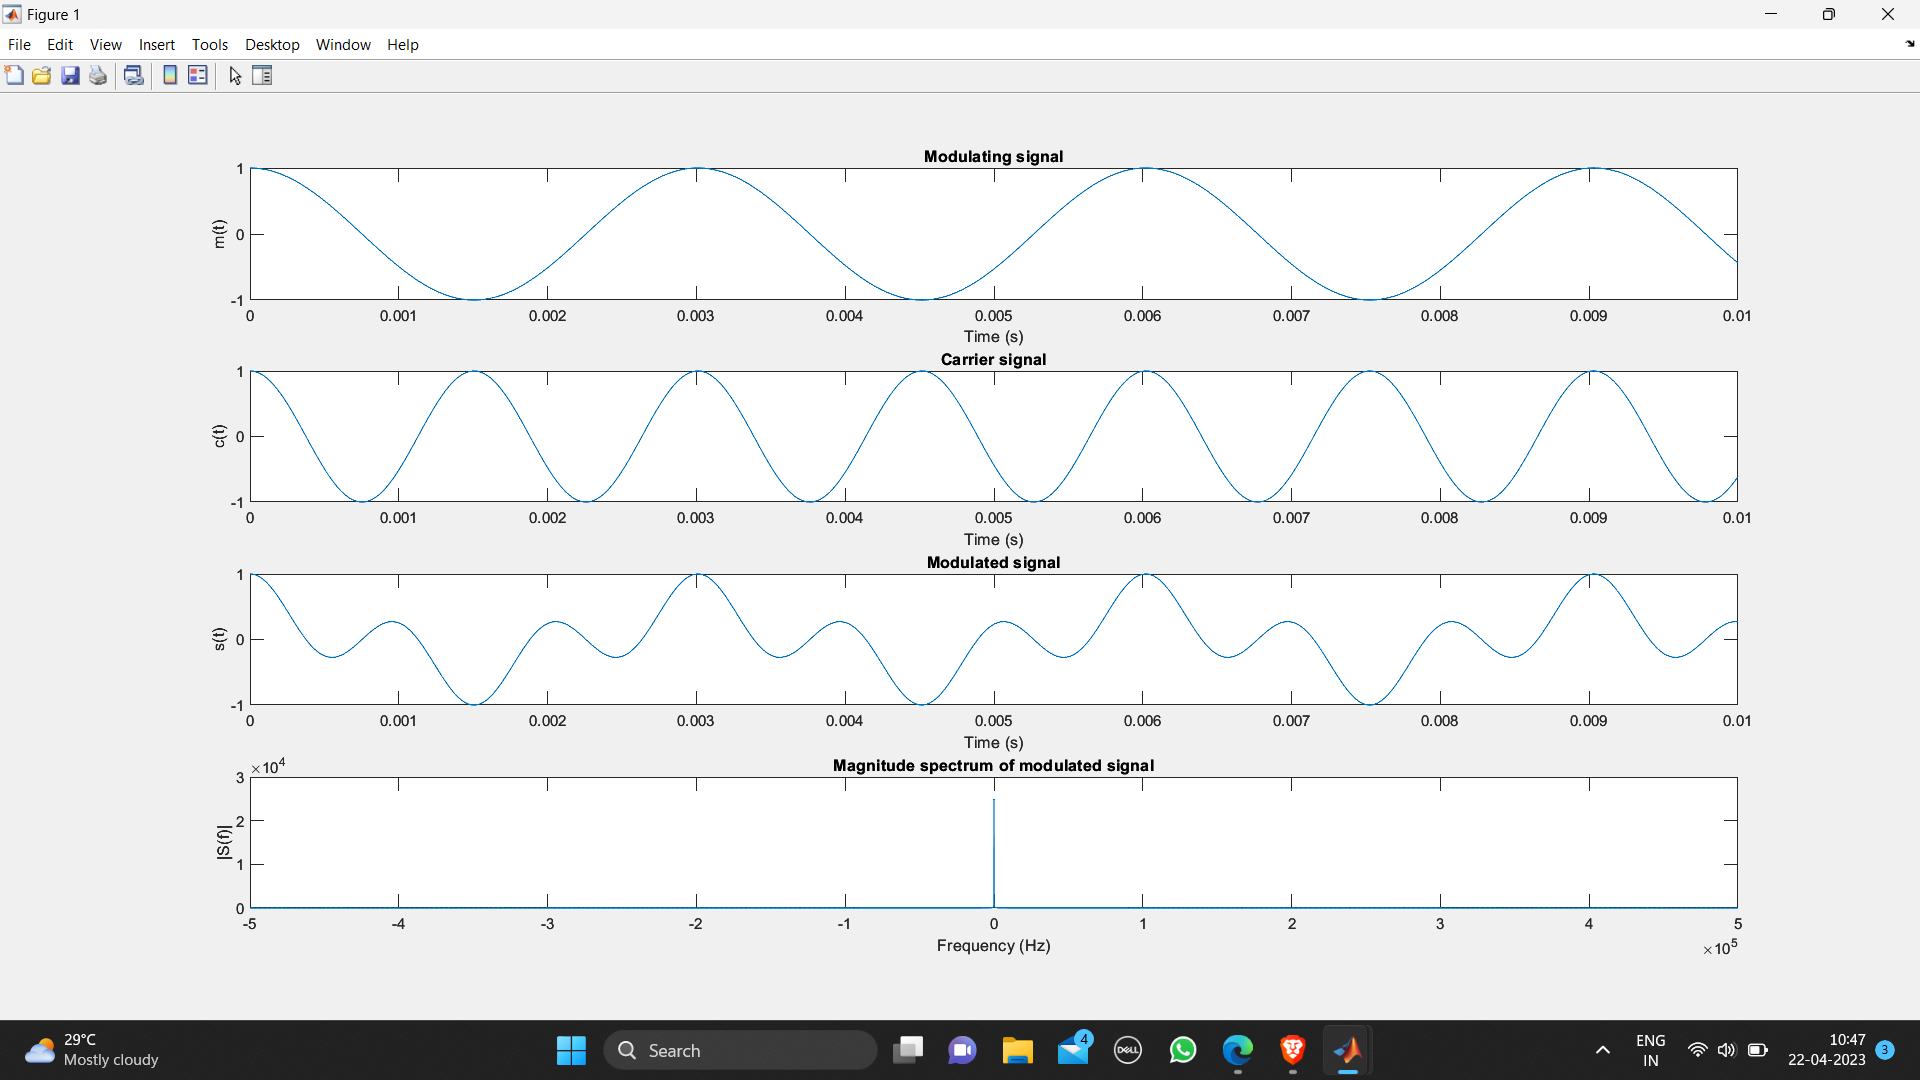 Figure 1
File Edit View Insert Tools Desktop Window Help
Modulating signal
1
0
-1
m(t)
0 0.001 0.002 0.003 0.004 0.005 0.006 0.007 0.008 0.009 0.01
Time (s)
Carrier signal
1
0
-1
c(t)
0 0.001 0.002 0.003 0.004 0.005 0.006 0.007 0.008 0.009 0.01
Time (s)
Modulated signal
1
0
-1
s(t)
0 0.001 0.002 0.003 0.004 0.005 0.006 0.007 0.008 0.009 0.01
Time (s)
×10⁴ Magnitude spectrum of modulated signal
3
2
1
0
|S(f)|
-5 -4 -3 -2 -1 0 1 2 3 4 5
Frequency (Hz) ×10⁵
29°C
Mostly cloudy
Search
4
DELL
ENG
IN
10:47
22-04-2023
3